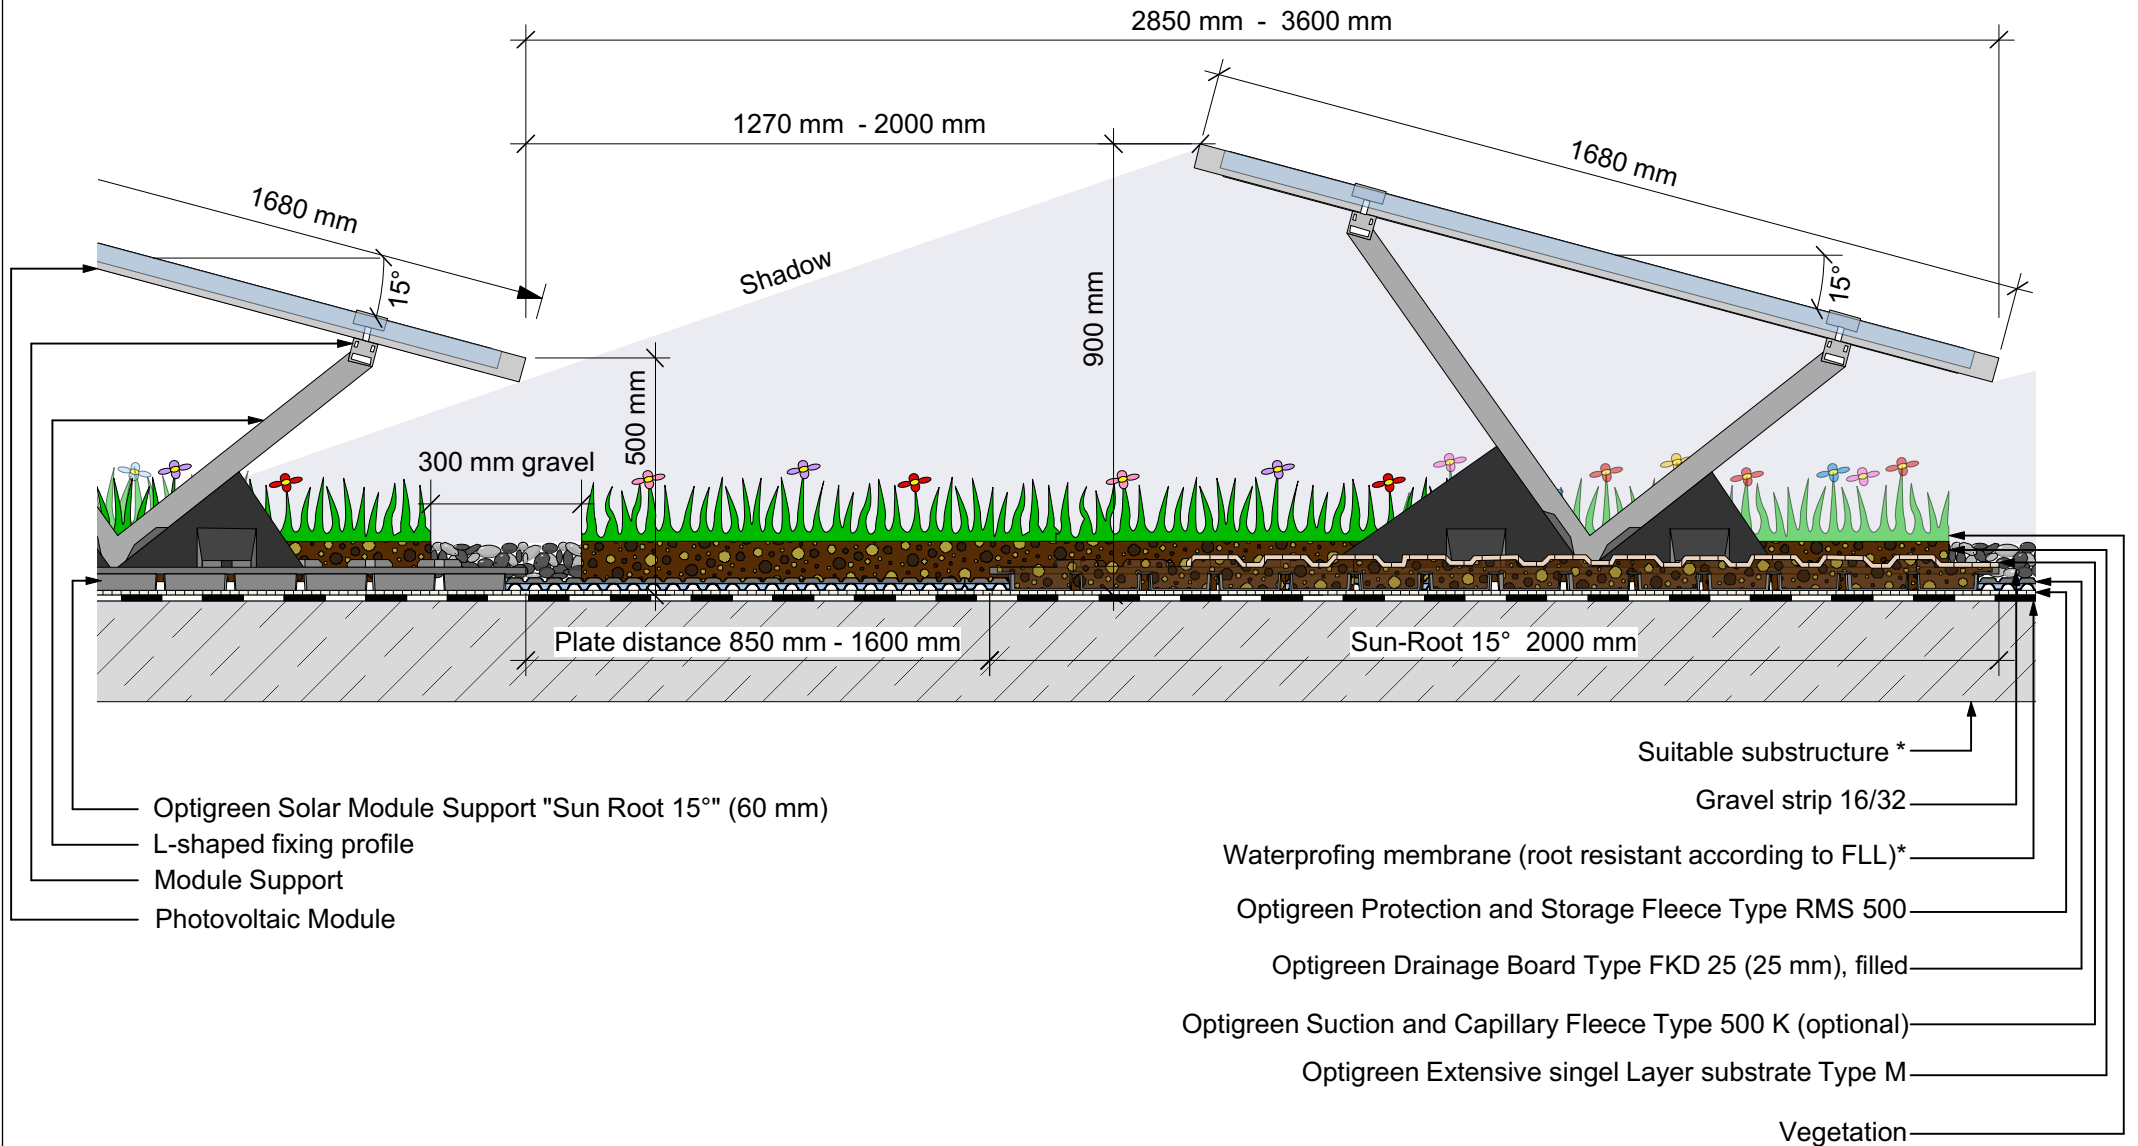 2850 mm - 3600 mm
1270 mm - 2000 mm
1680 mm
1680 mm
Shadow
15°
15°
900 mm
500 mm
300 mm gravel
Plate distance 850 mm - 1600 mm
Sun-Root 15° 2000 mm
Suitable substructure *
Gravel strip 16/32
Waterprofing membrane (root resistant according to FLL)*
Optigreen Protection and Storage Fleece Type RMS 500
Optigreen Drainage Board Type FKD 25 (25 mm), filled
Optigreen Suction and Capillary Fleece Type 500 K (optional)
Optigreen Extensive singel Layer substrate Type M
Vegetation
Optigreen Solar Module Support "Sun Root 15°" (60 mm)
L-shaped fixing profile
Module Support
Photovoltaic Module